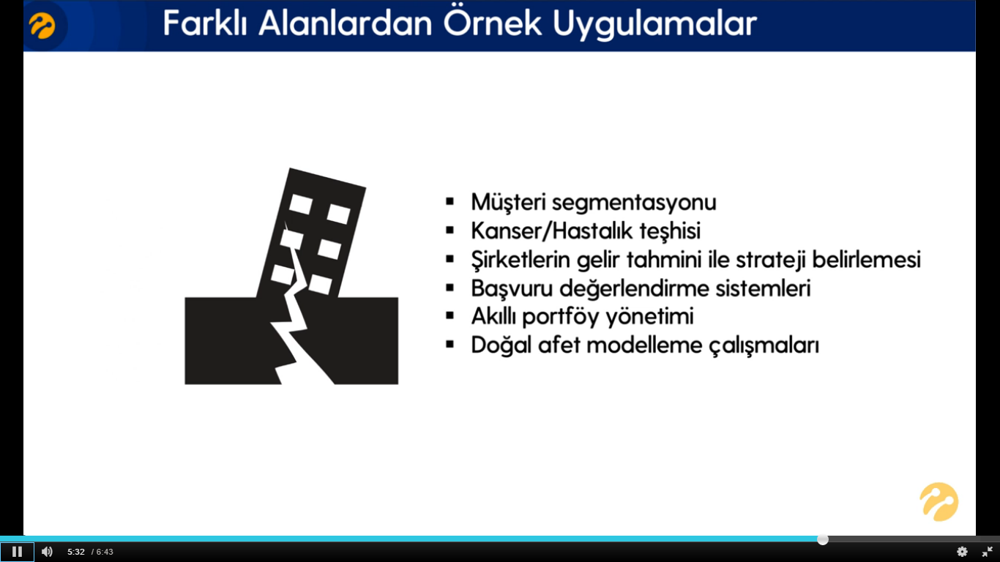 Farklı Alanlardan Örnek Uygulamalar
▪ Müşteri segmentasyonu
▪ Kanser/Hastalık teşhisi
▪ Şirketlerin gelir tahmini ile strateji belirlemesi
▪ Başvuru değerlendirme sistemleri
▪ Akıllı portföy yönetimi
▪ Doğal afet modelleme çalışmaları
5:32 / 6:43